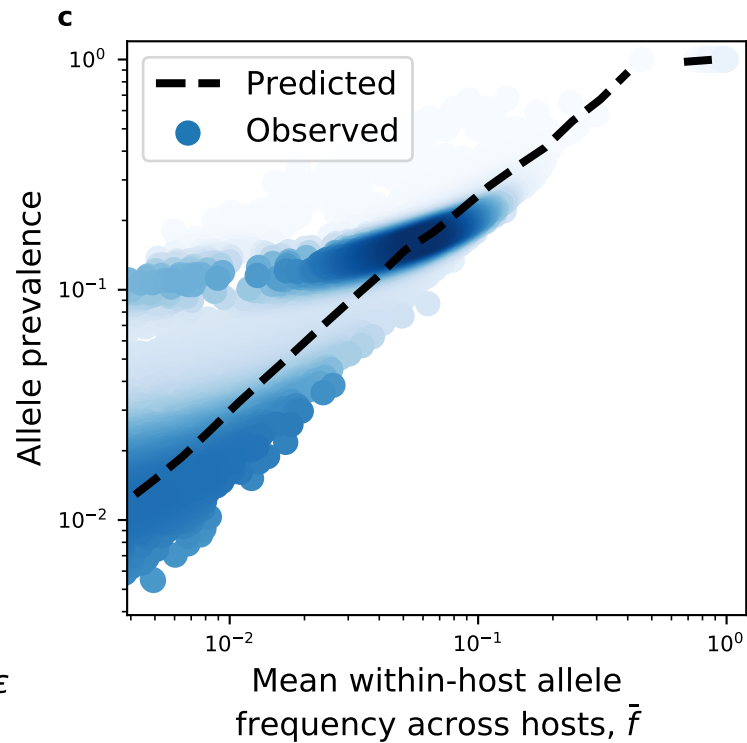 c
10⁰
Predicted
Observed
10⁻¹
10⁻²
Allele prevalence
10⁻² 10⁻¹ 10⁰
ϵ
Mean within-host allele
frequency across hosts, f̄